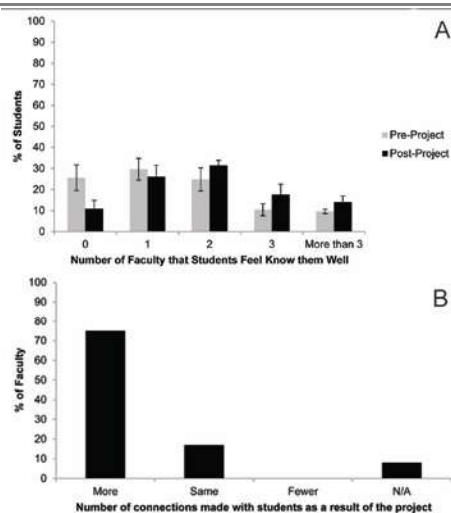 A
100
90
80
70
60
50
40
30
20
10
0
% of Students
Pre-Project
Post-Project
0 1 2 3 More than 3
Number of Faculty that Students Feel Know them Well
B
100
90
80
70
60
50
40
30
20
10
0
% of Faculty
More Same Fewer N/A
Number of connections made with students as a result of the project